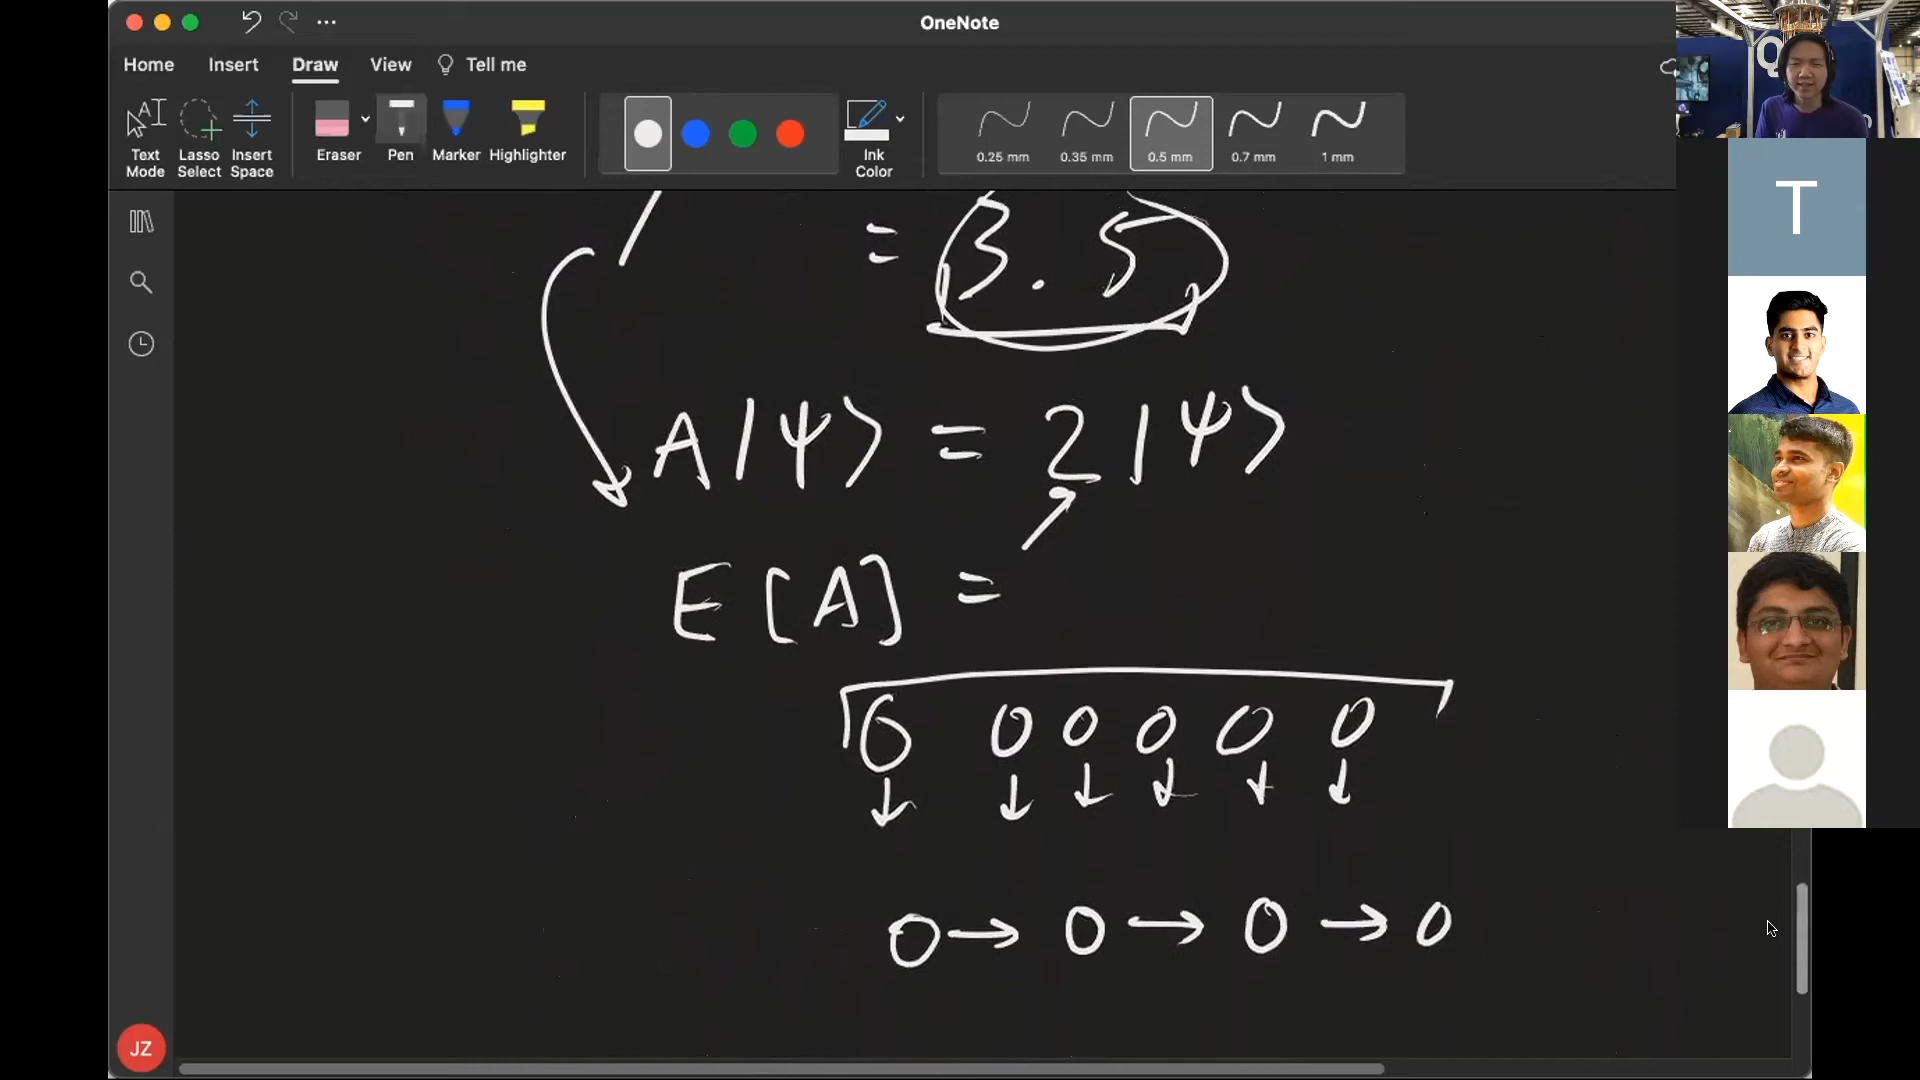 OneNote
Home Insert Draw View Tell me
Text Mode
Lasso Select
Insert Space
Eraser
Pen
Marker
Highlighter
Ink Color
0.25 mm
0.35 mm
0.5 mm
0.7 mm
1 mm
= 3.5
A|ψ⟩ = 2|ψ⟩
E[A] =
0 0 0 0 0 0
↓ ↓ ↓ ↓ ↓ ↓
0 → 0 → 0 → 0
JZ
T